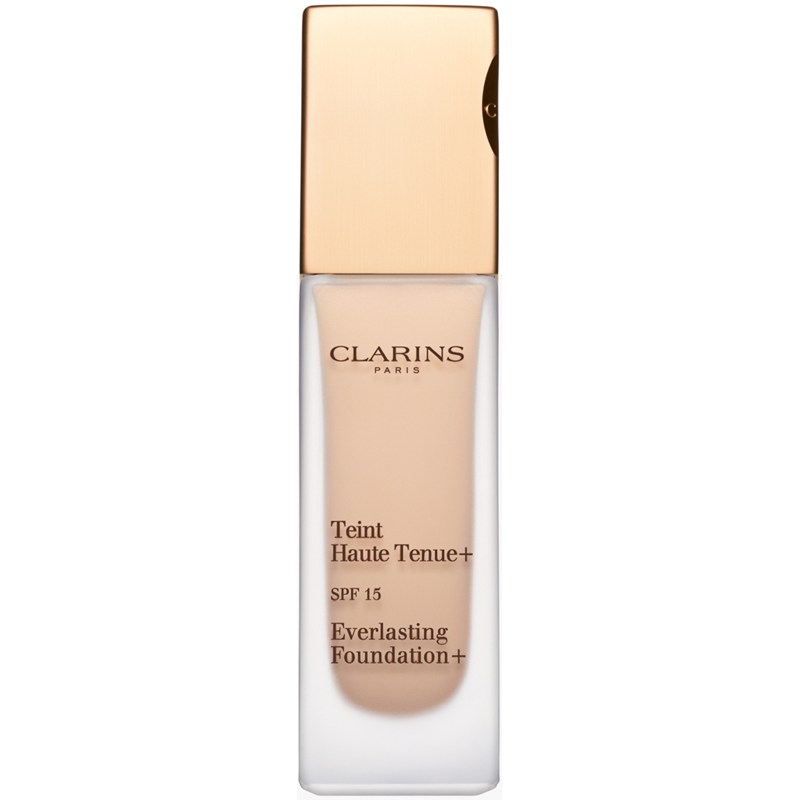 C
CLARINS
PARIS
Teint
Haute Tenue+
SPF 15
Everlasting
Foundation+